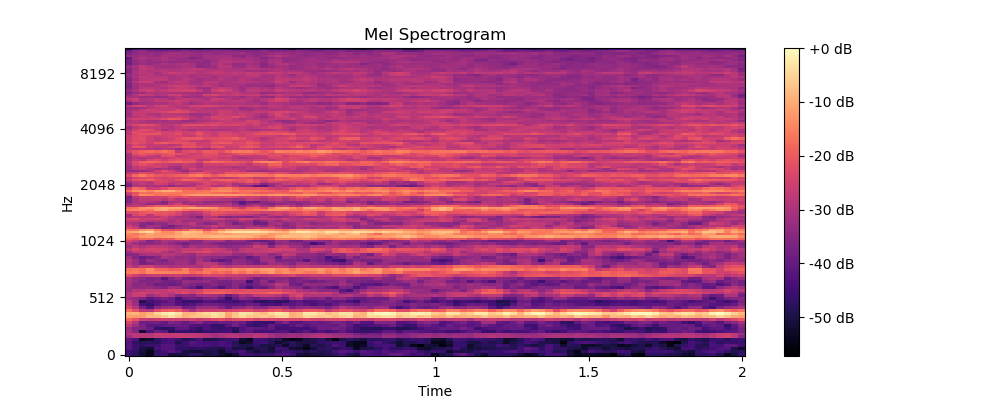 Mel Spectrogram
Hz
8192
4096
2048
1024
512
0
0 0.5 1 1.5 2
Time
+0 dB
-10 dB
-20 dB
-30 dB
-40 dB
-50 dB